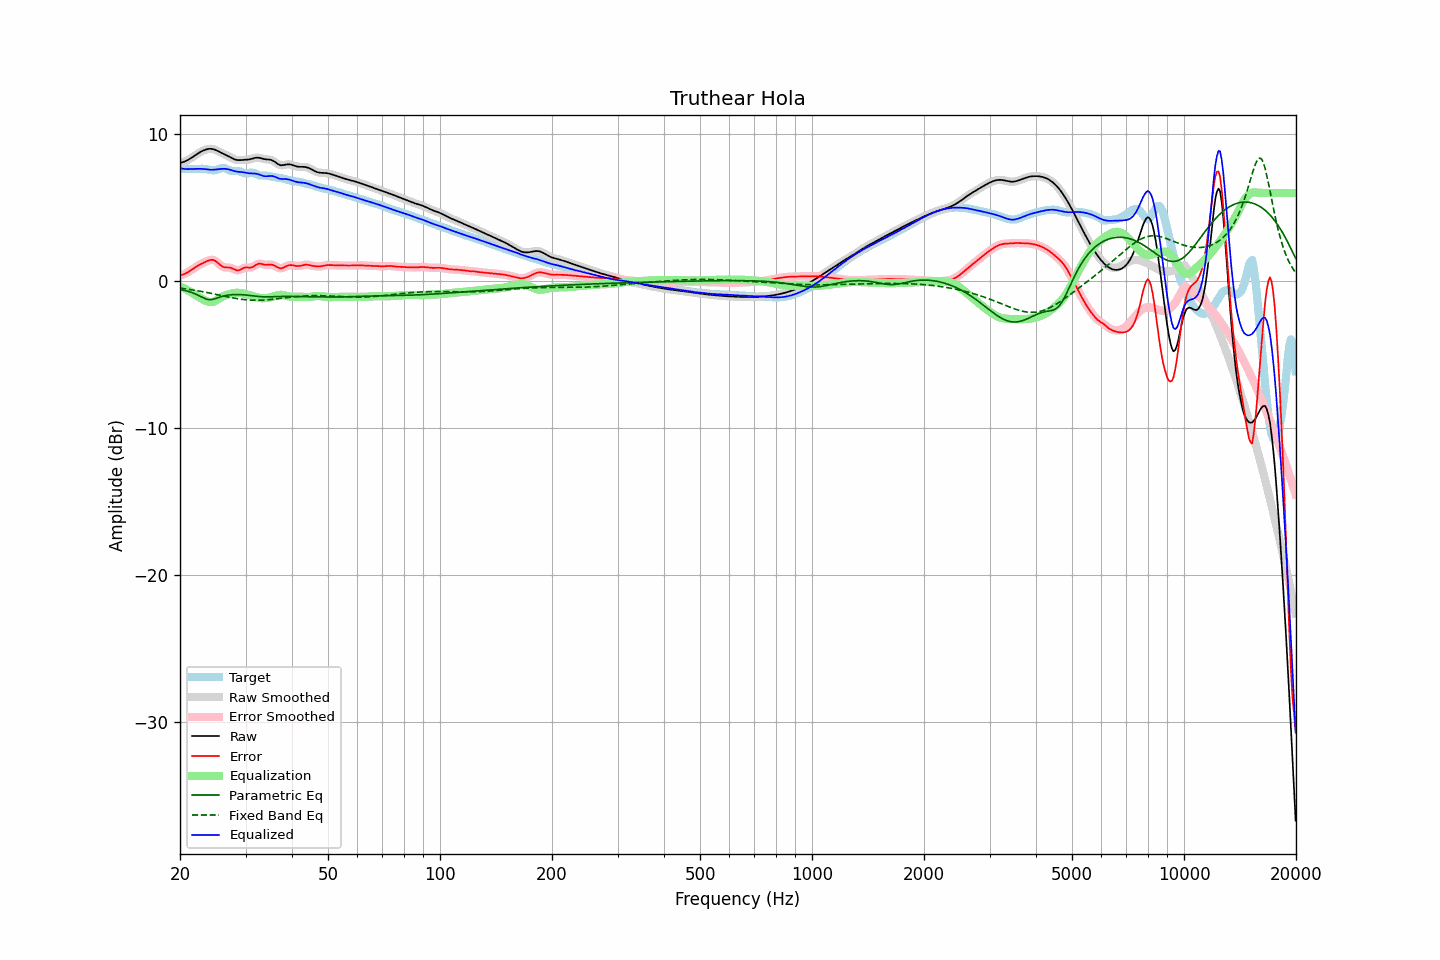 Truthear Hola
Amplitude (dBr)
10
0
−10
−20
−30
Target
Raw Smoothed
Error Smoothed
Raw
Error
Equalization
Parametric Eq
Fixed Band Eq
Equalized
20 50 100 200 500 1000 2000 5000 10000 20000
Frequency (Hz)